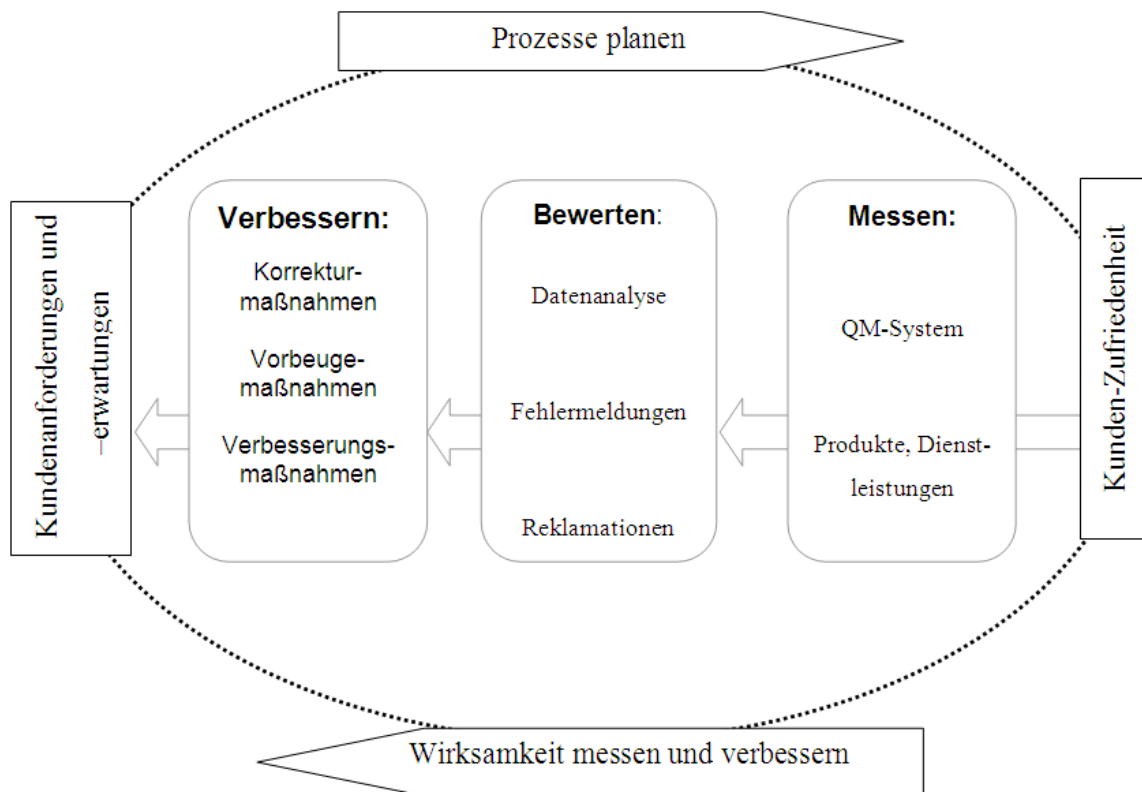 Prozesse planen
Kundenanforderungen und
–erwartungen
Verbessern:
Korrektur-
maßnahmen
Vorbeuge-
maßnahmen
Verbesserungs-
maßnahmen
Bewerten:
Datenanalyse
Fehlermeldungen
Reklamationen
Messen:
QM-System
Produkte, Dienst-
leistungen
Kunden-Zufriedenheit
Wirksamkeit messen und verbessern